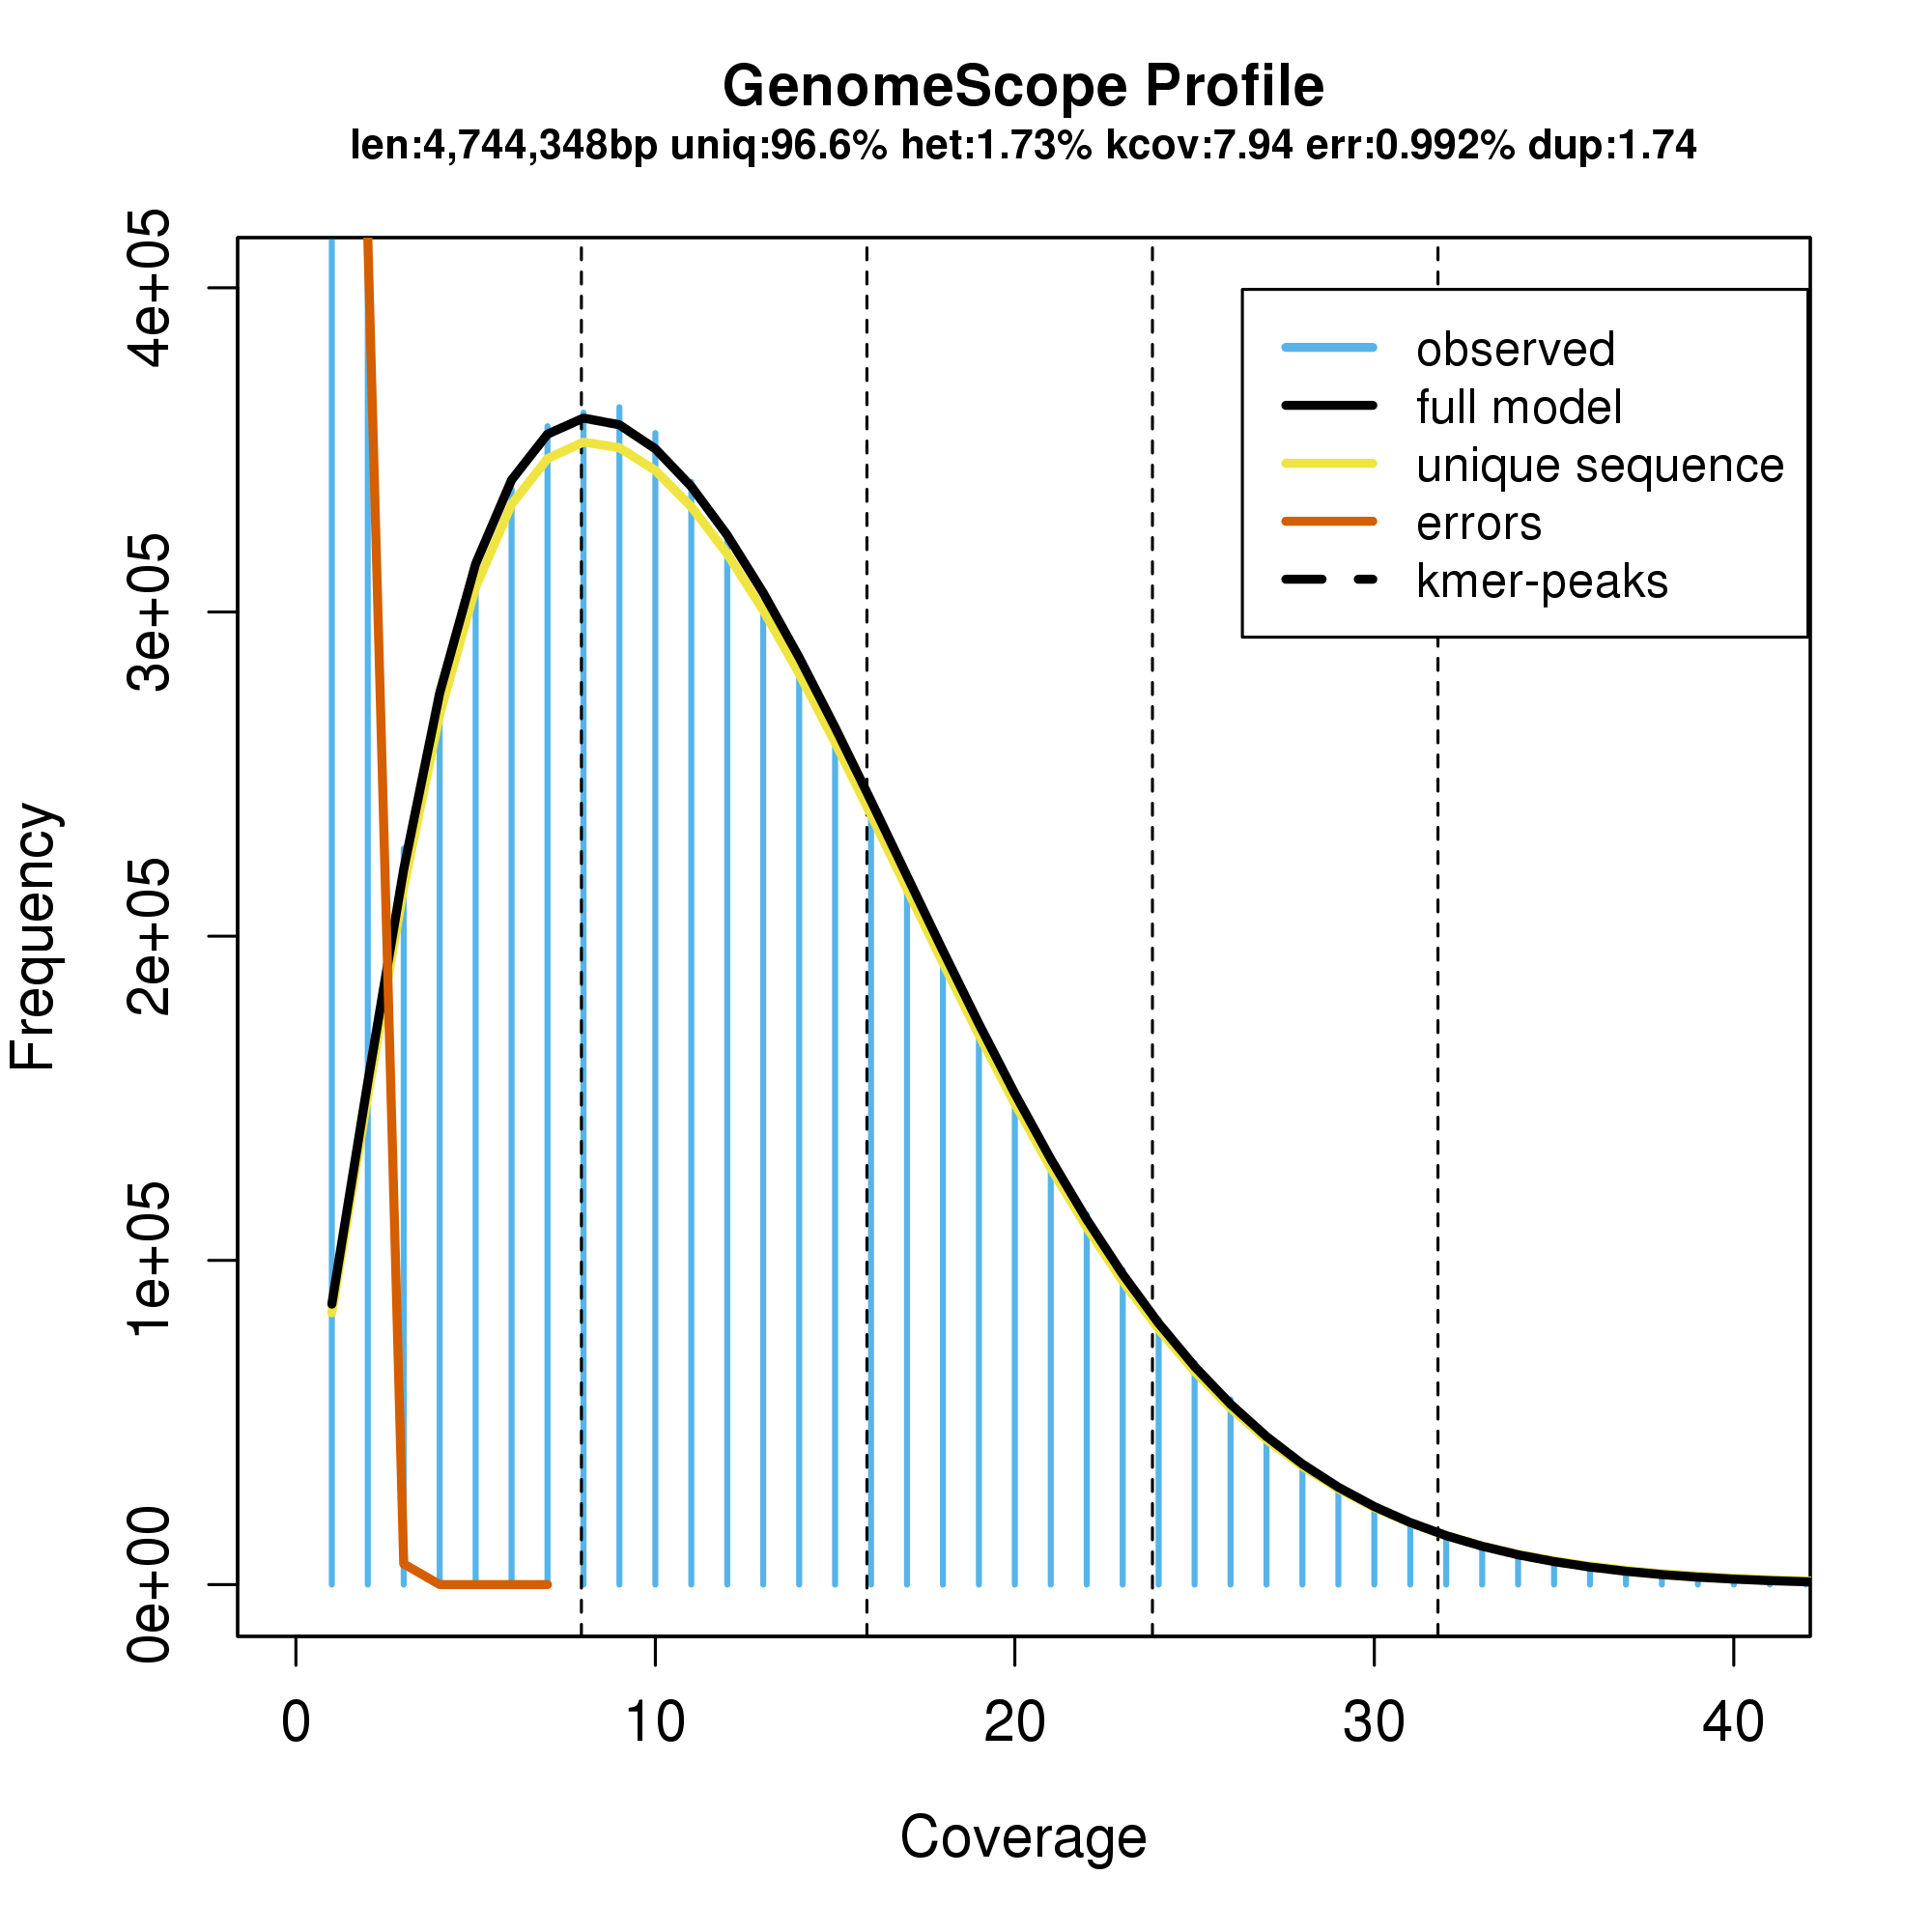 GenomeScope Profile
len:4,744,348bp uniq:96.6% het:1.73% kcov:7.94 err:0.992% dup:1.74
4e+05
3e+05
2e+05
1e+05
0e+00
Frequency
observed
full model
unique sequence
errors
kmer-peaks
0 10 20 30 40
Coverage